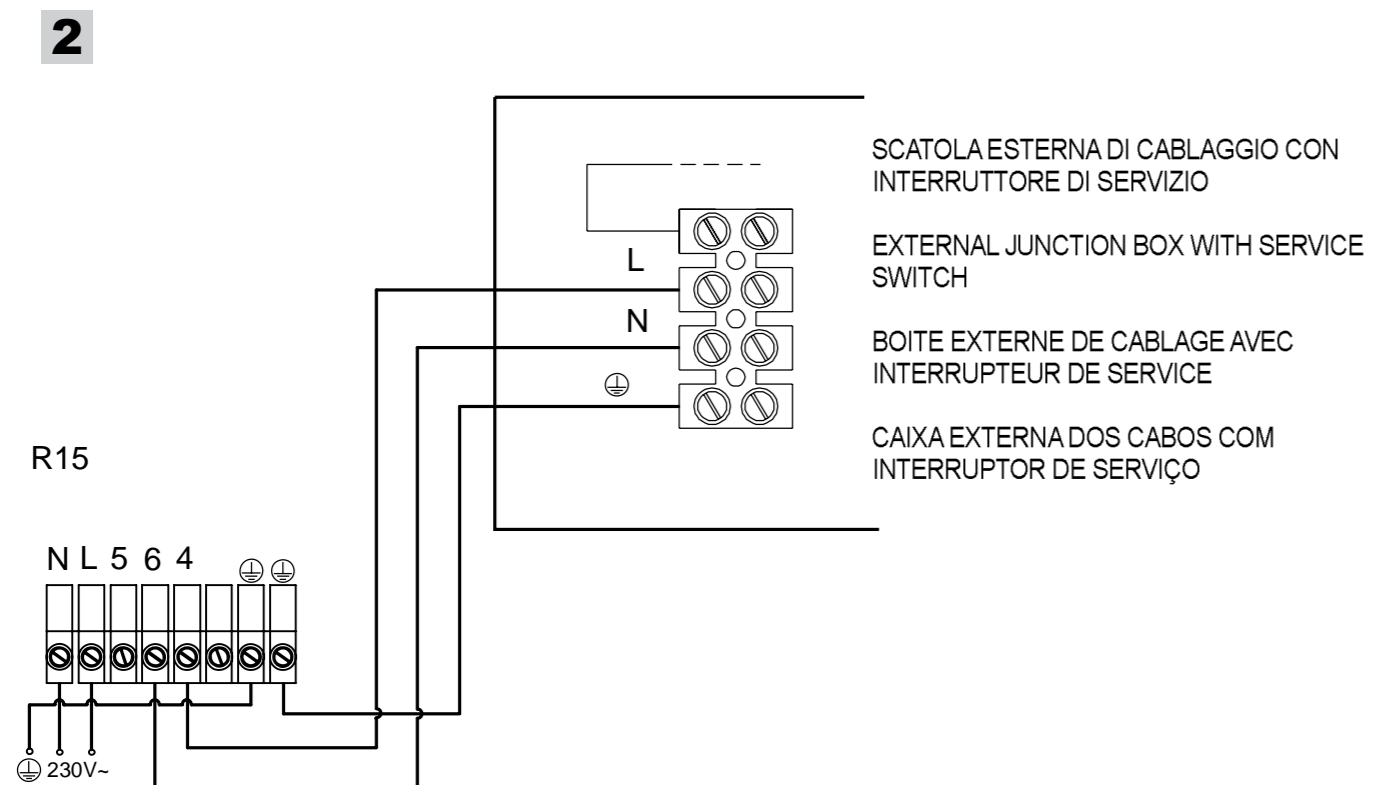 2
SCATOLA ESTERNA DI CABLAGGIO CON
INTERRUTTORE DI SERVIZIO
EXTERNAL JUNCTION BOX WITH SERVICE
SWITCH
BOITE EXTERNE DE CABLAGE AVEC
INTERRUPTEUR DE SERVICE
CAIXA EXTERNA DOS CABOS COM
INTERRUPTOR DE SERVIÇO
L
N
R15
N L 5 6 4
230V~